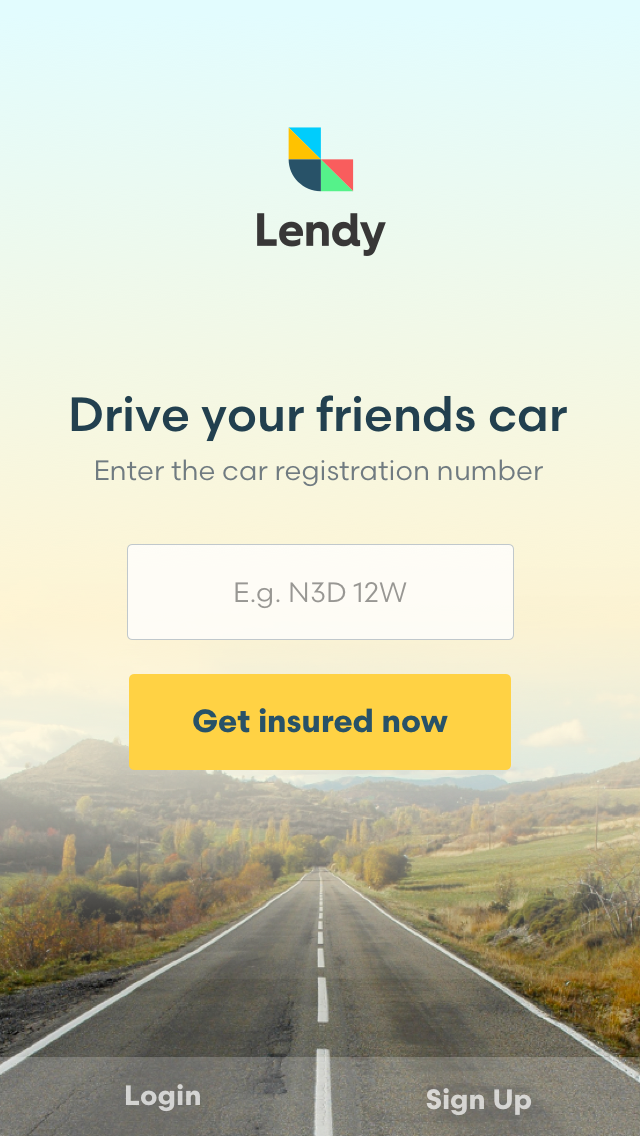 Lendy
Drive your friends car
Enter the car registration number
E.g. N3D 12W
Get insured now
Login
Sign Up